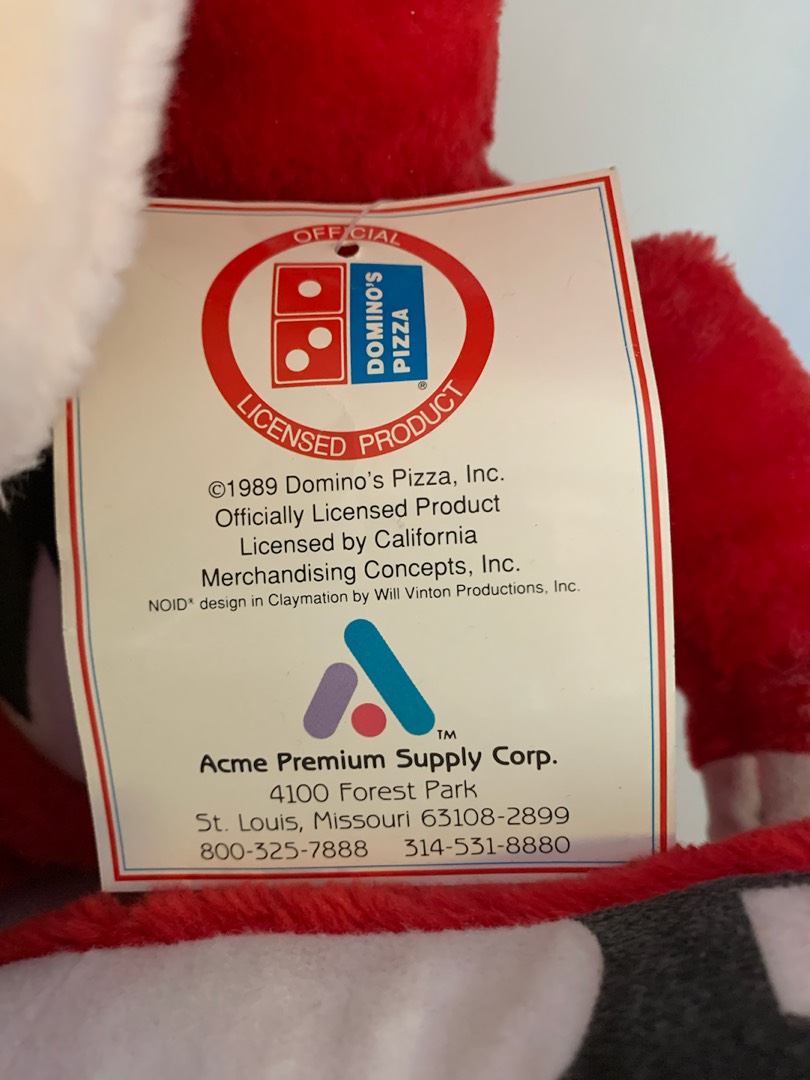 OFFICIAL
DOMINO'S
PIZZA
®
LICENSED PRODUCT
©1989 Domino's Pizza, Inc.
Officially Licensed Product
Licensed by California
Merchandising Concepts, Inc.
NOID* design in Claymation by Will Vinton Productions, Inc.
TM
Acme Premium Supply Corp.
4100 Forest Park
St. Louis, Missouri 63108-2899
800-325-7888 314-531-8880